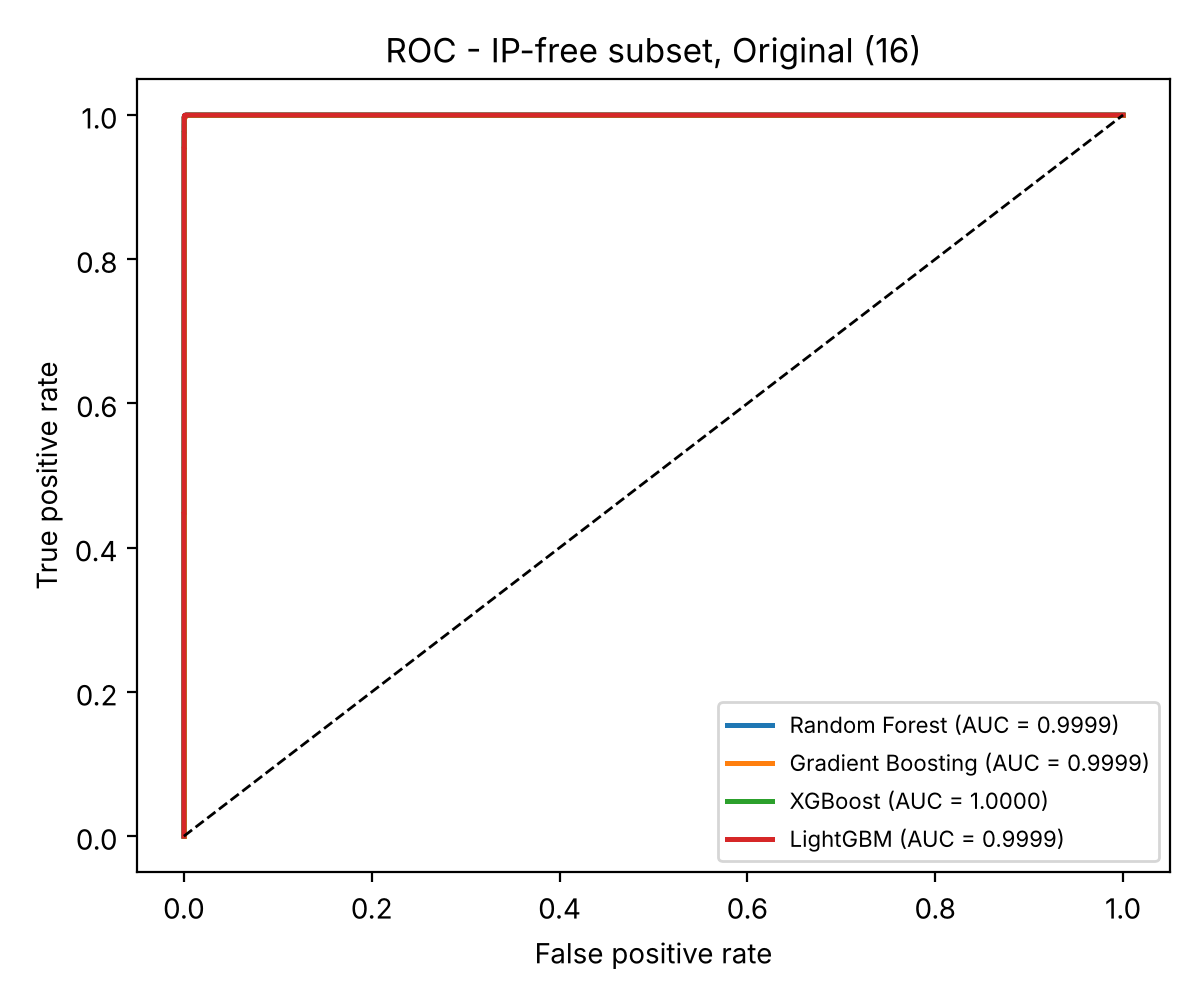 ROC - IP-free subset, Original (16)
True positive rate
1.0
0.8
0.6
0.4
0.2
0.0
Random Forest (AUC = 0.9999)
Gradient Boosting (AUC = 0.9999)
XGBoost (AUC = 1.0000)
LightGBM (AUC = 0.9999)
0.0 0.2 0.4 0.6 0.8 1.0
False positive rate